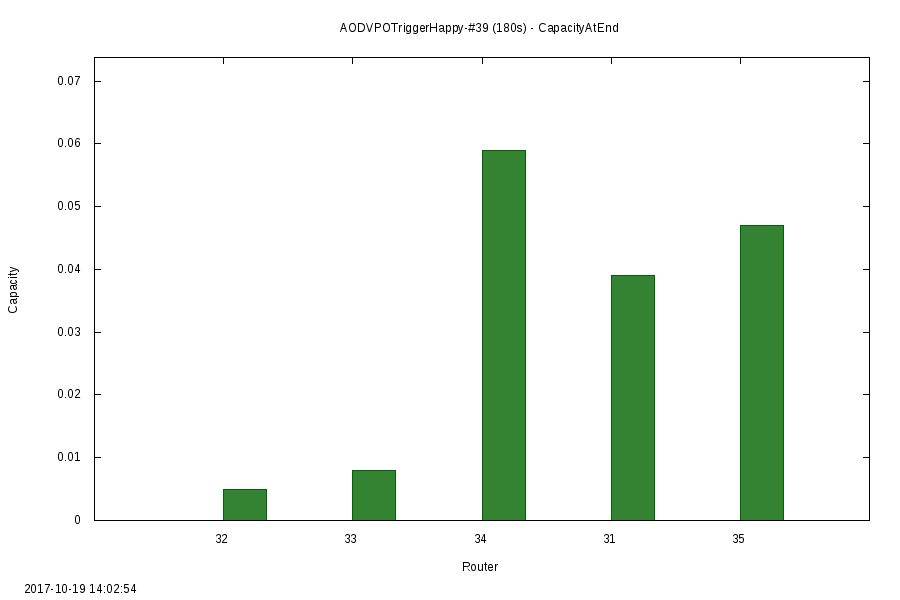 AODVPOTriggerHappy-#39 (180s) - CapacityAtEnd
0.07
0.06
0.05
0.04
0.03
0.02
0.01
0
Capacity
32 33 34 31 35
Router
2017-10-19 14:02:54